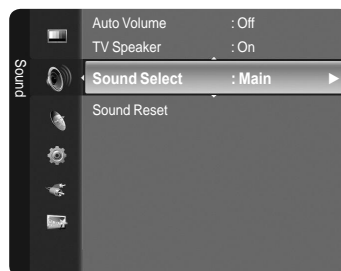 Sound
Auto Volume : Off
TV Speaker : On
Sound Select : Main
Sound Reset